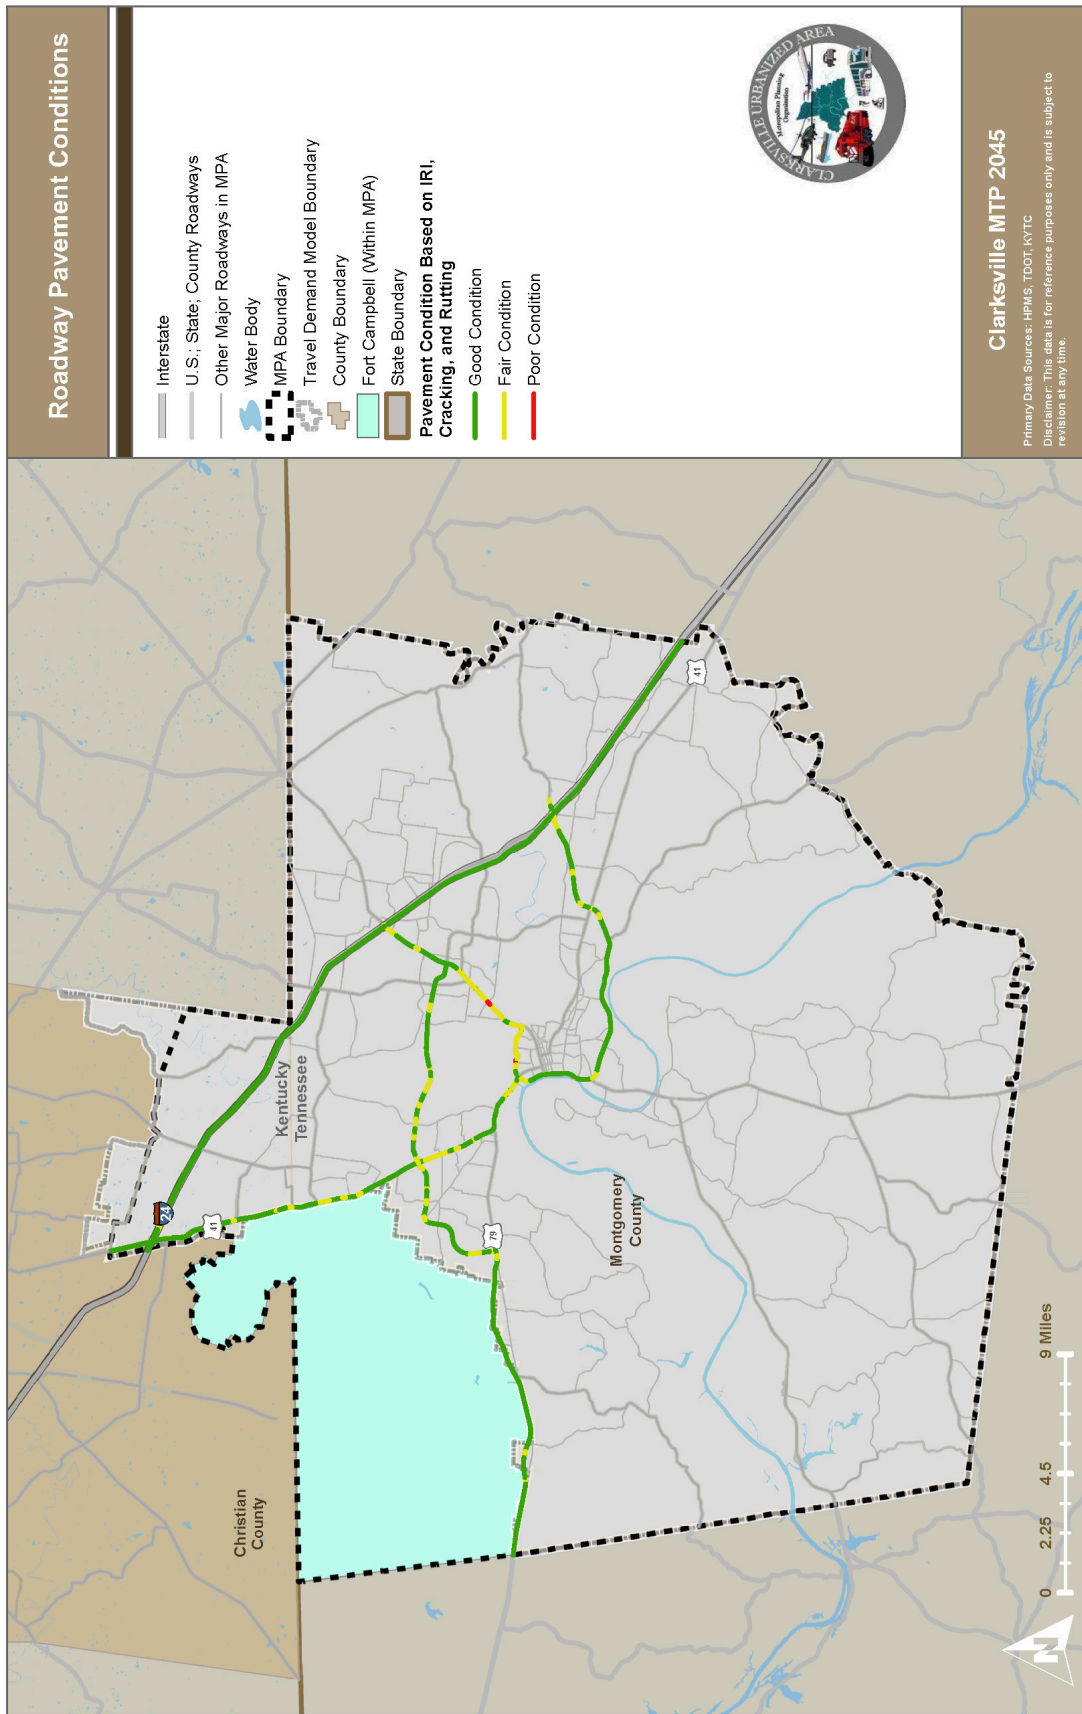 Roadway Pavement Conditions
Interstate
U.S.; State; County Roadways
Other Major Roadways in MPA
Water Body
MPA Boundary
Travel Demand Model Boundary
County Boundary
Fort Campbell (Within MPA)
State Boundary
Pavement Condition Based on IRI,
Cracking, and Rutting
Good Condition
Fair Condition
Poor Condition
CLARKSVILLE URBANIZED AREA
Metropolitan Planning
Organization
Clarksville MTP 2045
Primary Data Sources: HPMS, TDOT, KYTC
Disclaimer: This data is for reference purposes only and is subject to
revision at any time.
Christian
County
24
41
Kentucky
Tennessee
79
41
Montgomery
County
0 2.25 4.5 9 Miles
N